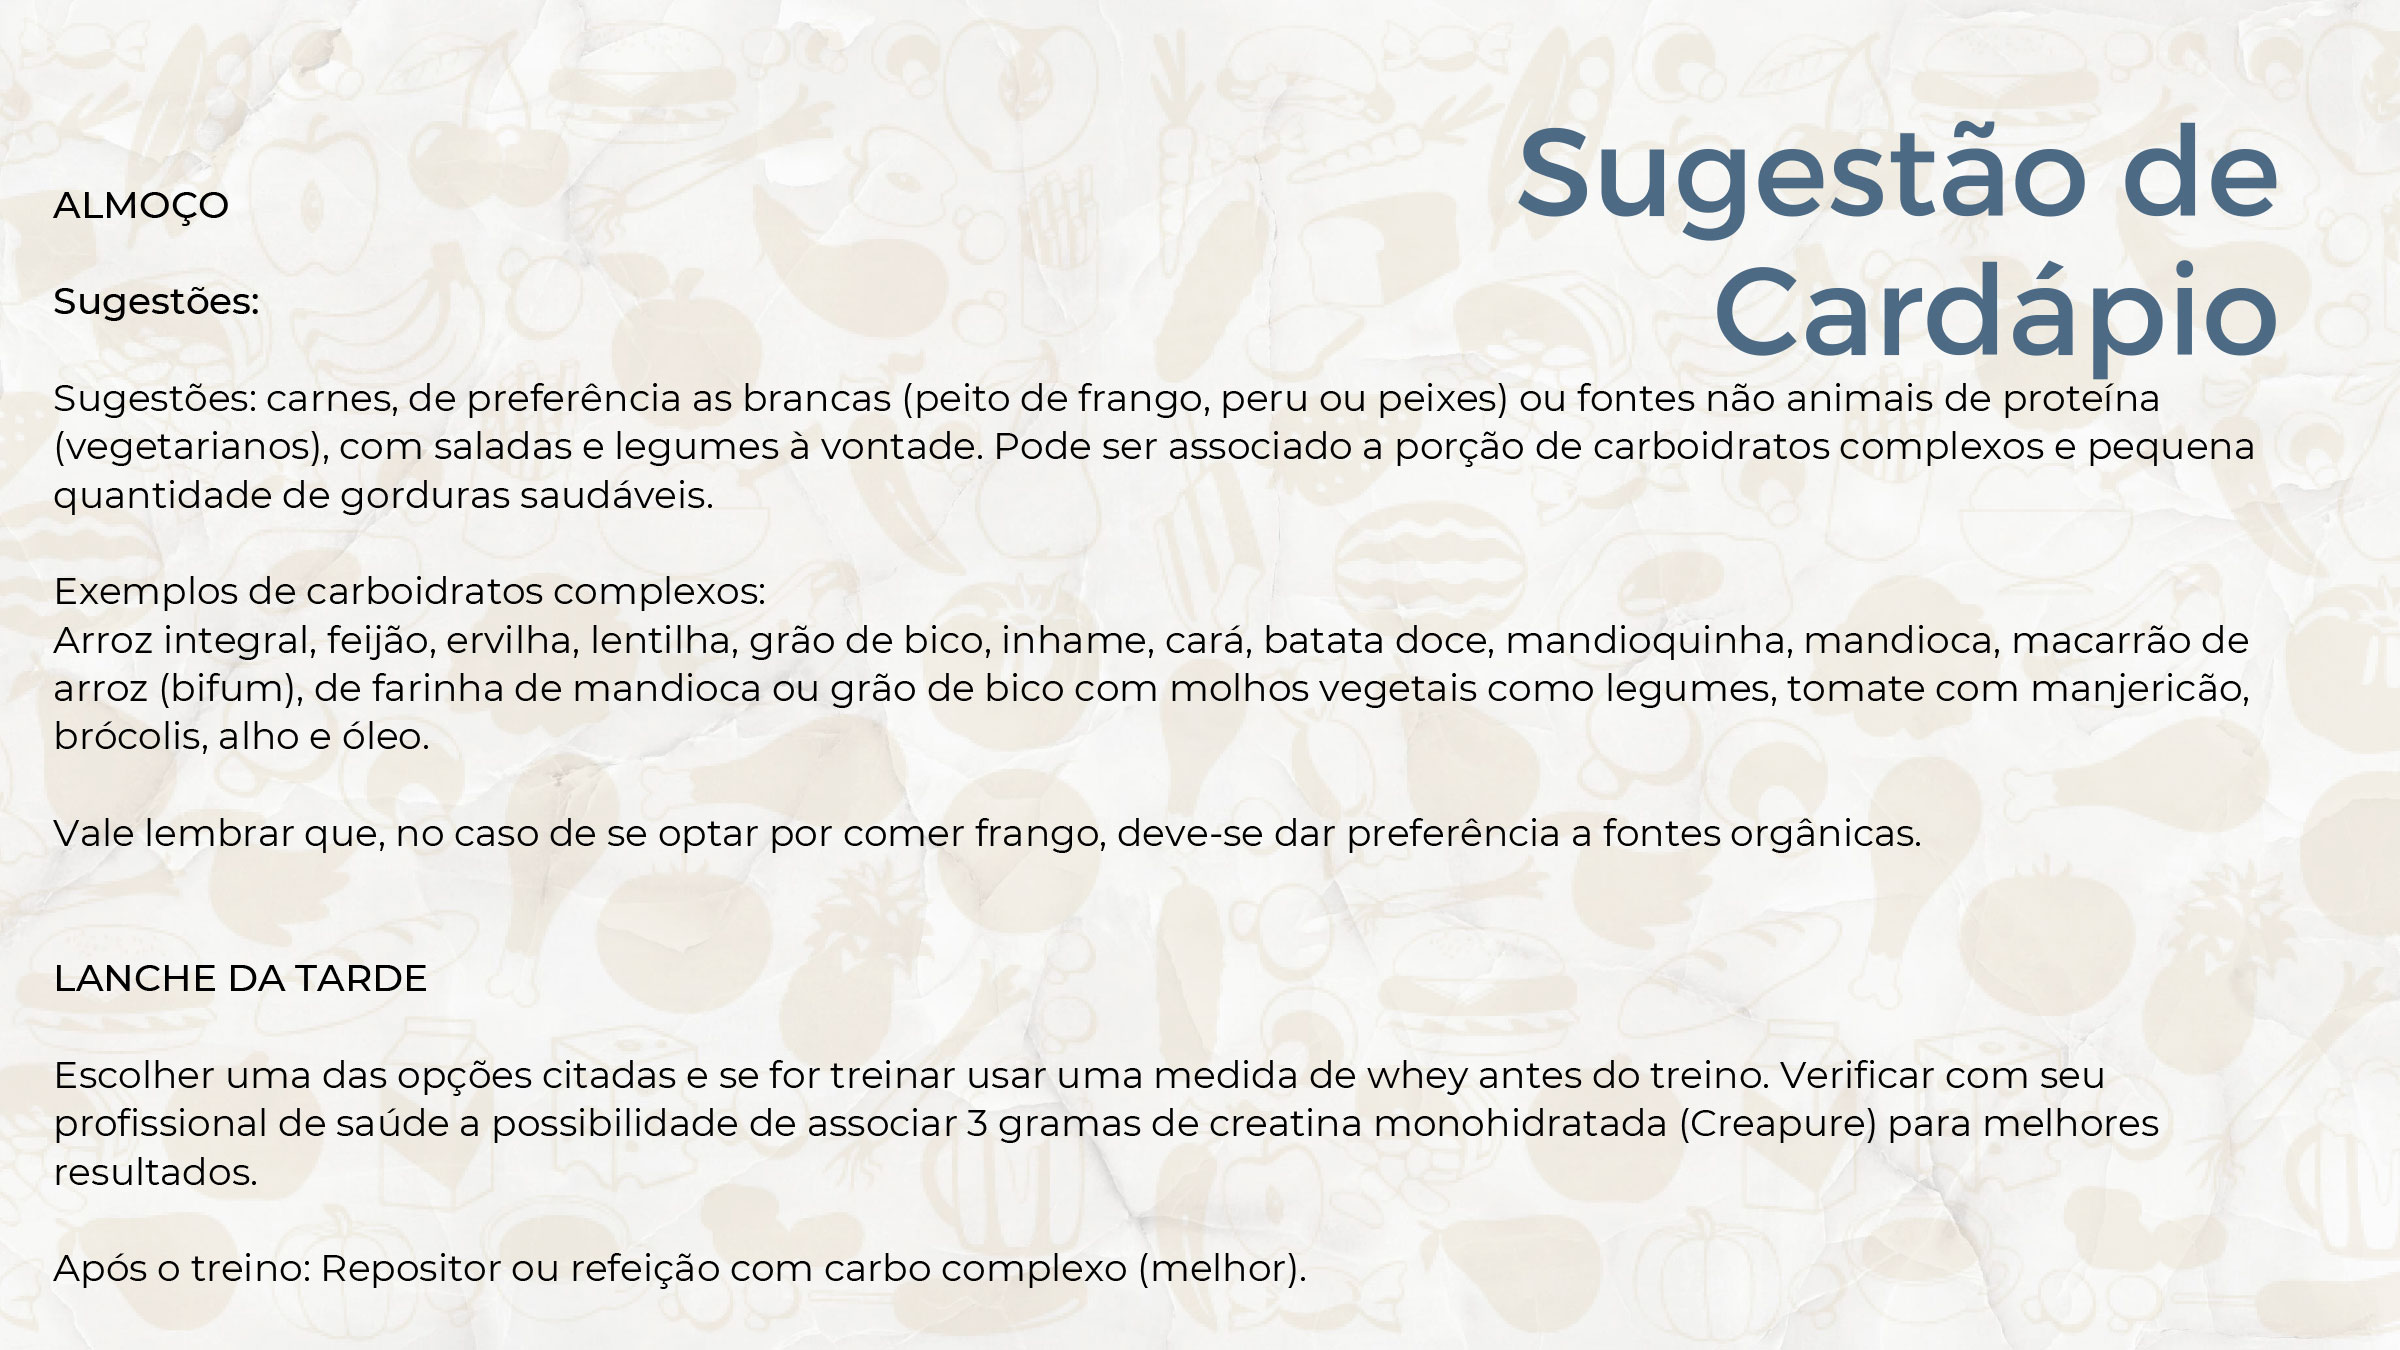 Sugestão de
Cardápio
ALMOÇO
Sugestões:
Sugestões: carnes, de preferência as brancas (peito de frango, peru ou peixes) ou fontes não animais de proteína
(vegetarianos), com saladas e legumes à vontade. Pode ser associado a porção de carboidratos complexos e pequena
quantidade de gorduras saudáveis.
Exemplos de carboidratos complexos:
Arroz integral, feijão, ervilha, lentilha, grão de bico, inhame, cará, batata doce, mandioquinha, mandioca, macarrão de
arroz (bifum), de farinha de mandioca ou grão de bico com molhos vegetais como legumes, tomate com manjericão,
brócolis, alho e óleo.
Vale lembrar que, no caso de se optar por comer frango, deve-se dar preferência a fontes orgânicas.
LANCHE DA TARDE
Escolher uma das opções citadas e se for treinar usar uma medida de whey antes do treino. Verificar com seu
profissional de saúde a possibilidade de associar 3 gramas de creatina monohidratada (Creapure) para melhores
resultados.
Após o treino: Repositor ou refeição com carbo complexo (melhor).